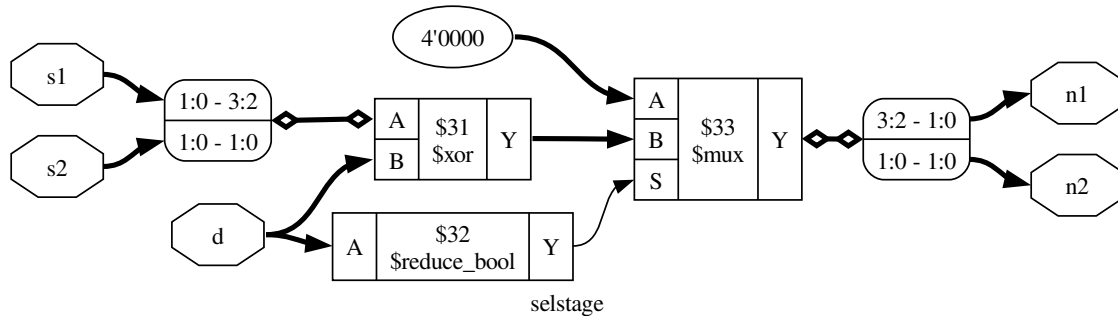 s1
s2
d
1:0 - 3:2
1:0 - 1:0
4'0000
A
B
$31
$xor
Y
A
$32
$reduce_bool
Y
A
B
S
$33
$mux
Y
3:2 - 1:0
1:0 - 1:0
n1
n2
selstage